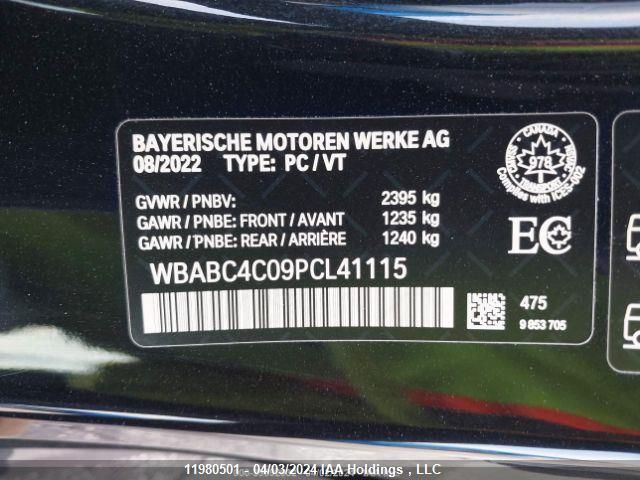 BAYERISCHE MOTOREN WERKE AG
08/2022 TYPE: PC / VT
GVWR / PNBV: 2395 kg
GAWR / PNBE: FRONT / AVANT 1235 kg
GAWR / PNBE: REAR / ARRIÈRE 1240 kg
WBABC4C09PCL41115
475
9 853 705
CANADA
978
TRANSPORT
Complies with ICES-002
EC
11980501 - 04/03/2024 IAA Holdings , LLC